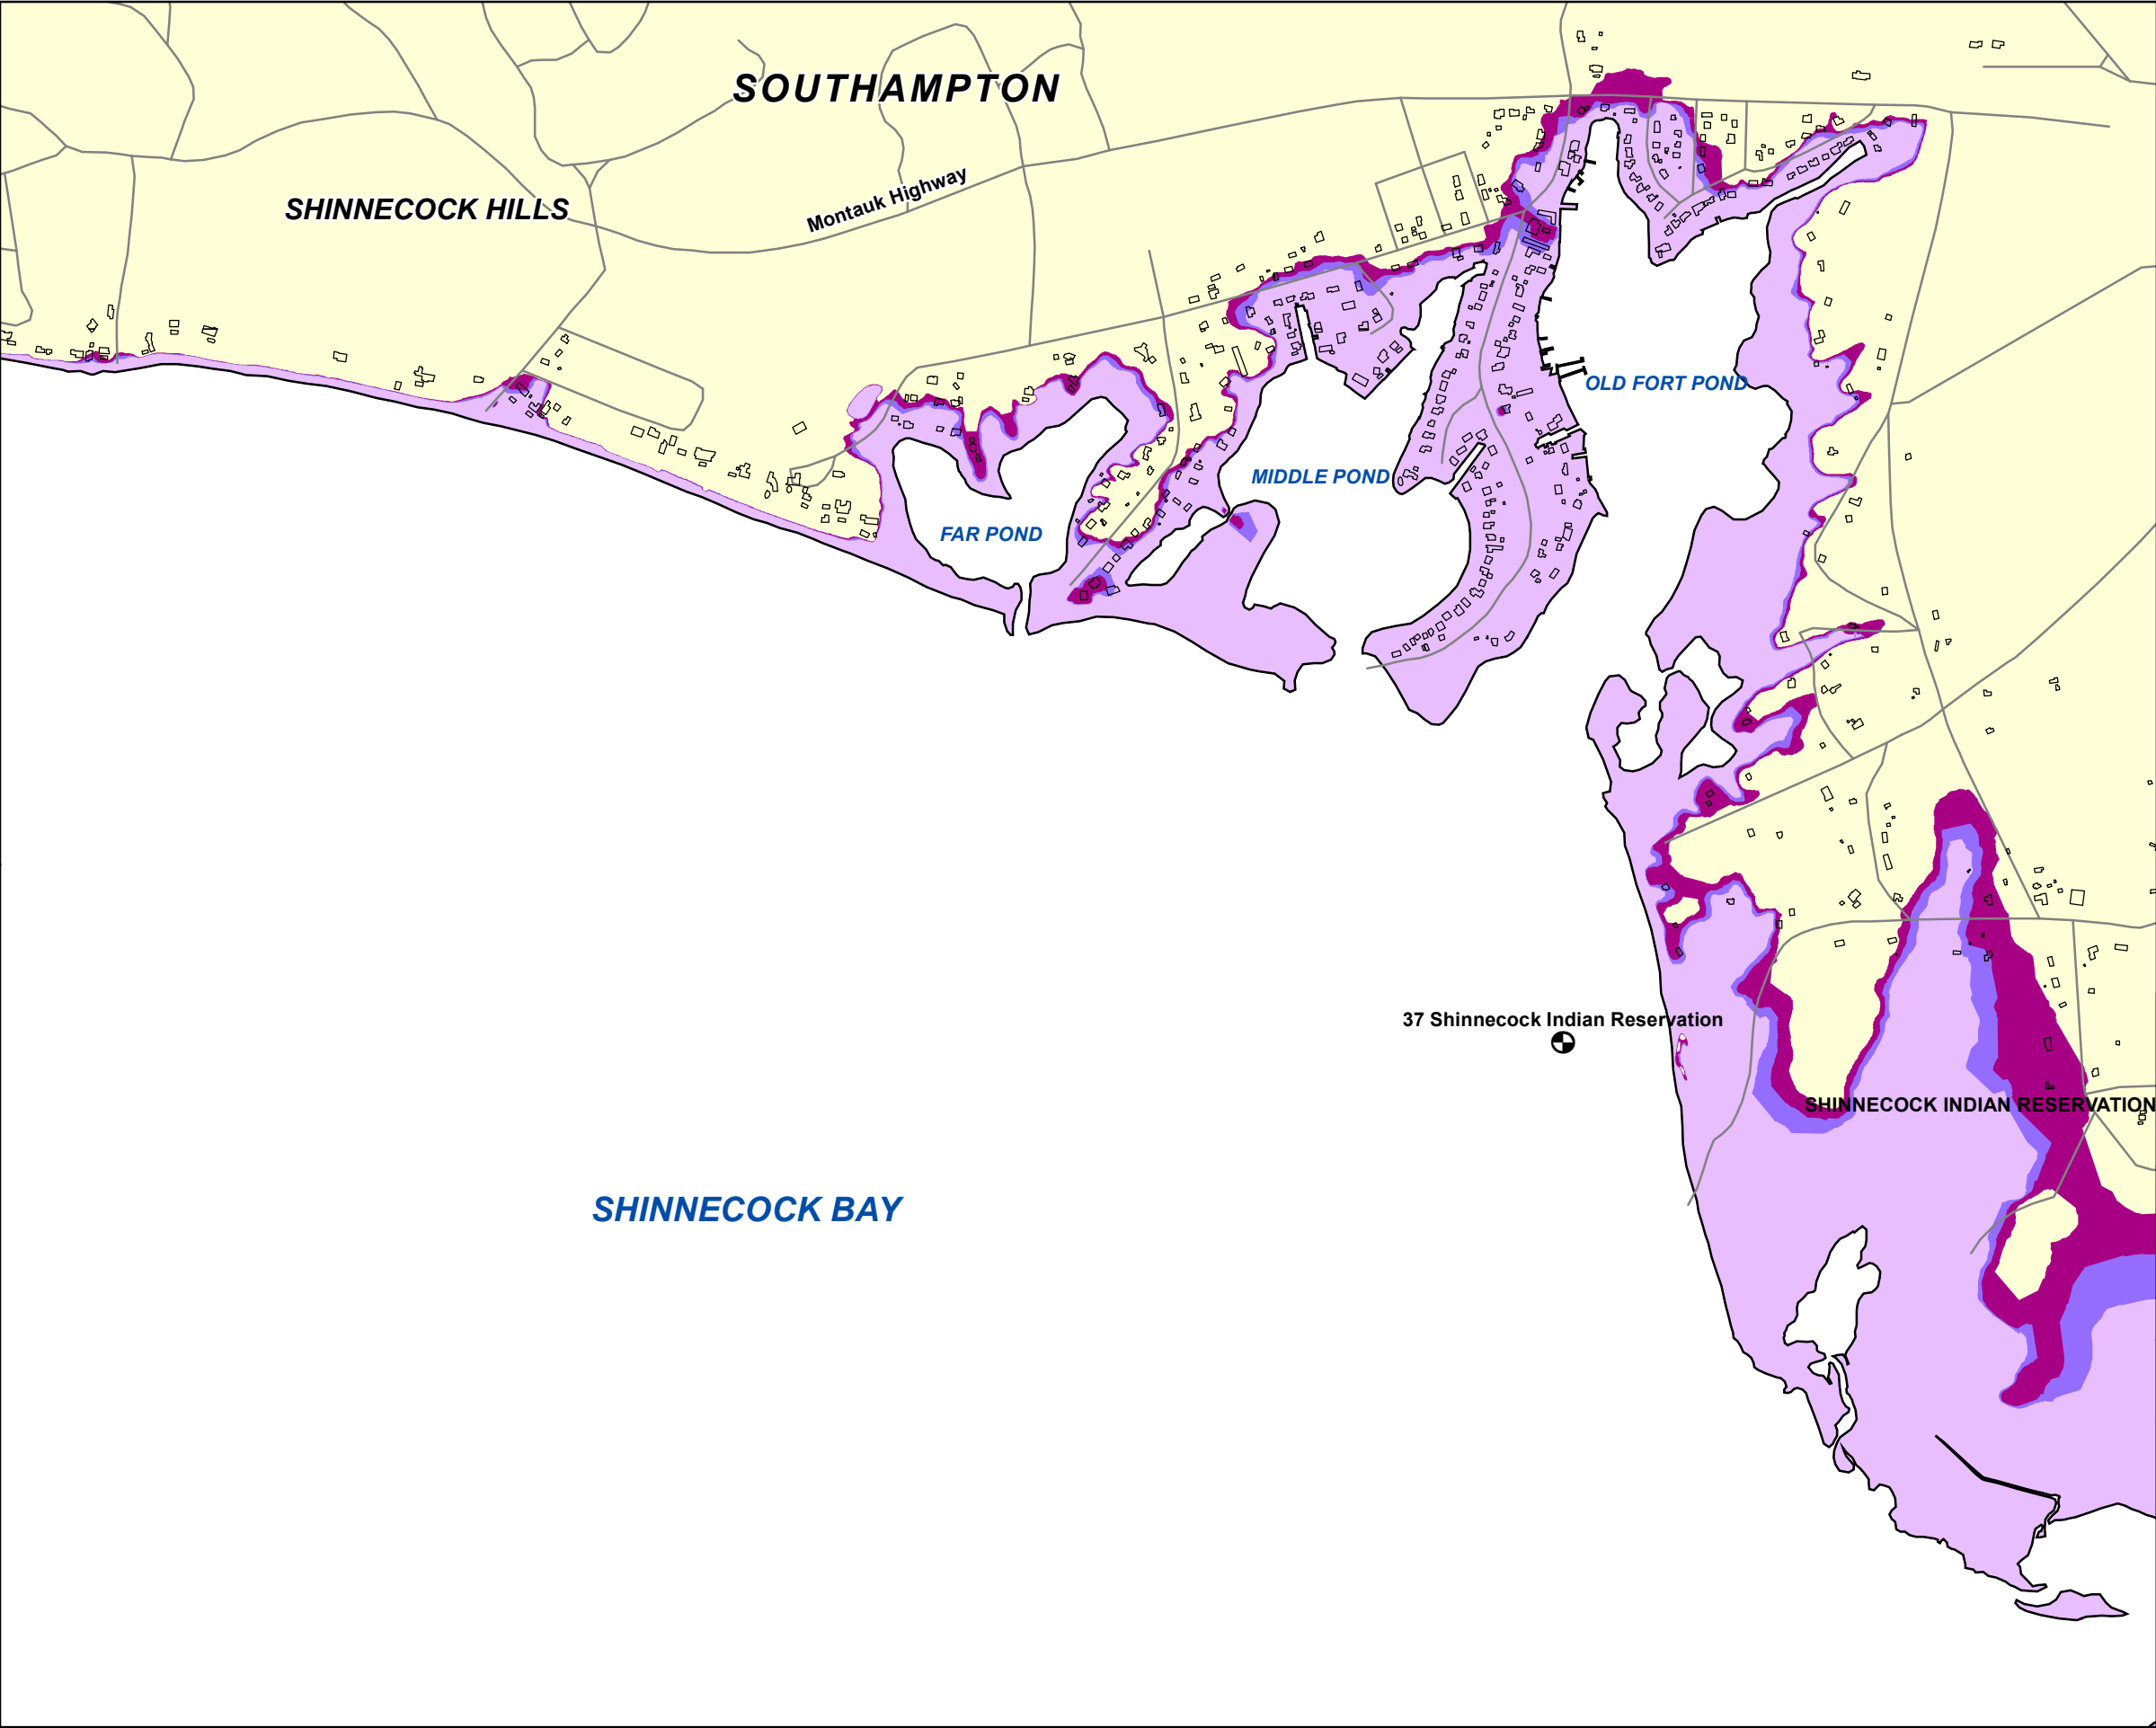 SOUTHAMPTON
Montauk Highway
SHINNECOCK HILLS
OLD FORT POND
MIDDLE POND
FAR POND
37 Shinnecock Indian Reservation
SHINNECOCK INDIAN RESERVATION
SHINNECOCK BAY